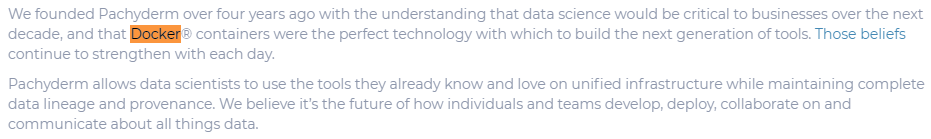 We founded Pachyderm over four years ago with the understanding that data science would be critical to businesses over the next
decade, and that Docker® containers were the perfect technology with which to build the next generation of tools. Those beliefs
continue to strengthen with each day.
Pachyderm allows data scientists to use the tools they already know and love on unified infrastructure while maintaining complete
data lineage and provenance. We believe it's the future of how individuals and teams develop, deploy, collaborate on and
communicate about all things data.